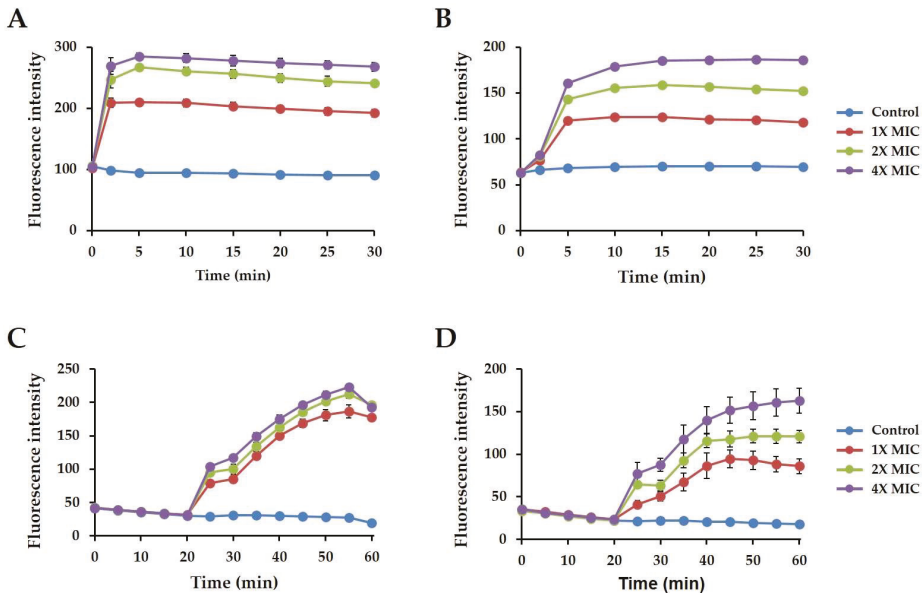 A
Fluorescence intensity
300
200
100
0
0 5 10 15 20 25 30
Time (min)
B
Fluorescence intensity
200
150
100
50
0
0 5 10 15 20 25 30
Time (min)
Control
1X MIC
2X MIC
4X MIC
C
Fluorescence intensity
250
200
150
100
50
0
0 10 20 30 40 50 60
Time (min)
D
Fluorescence intensity
200
150
100
50
0
0 10 20 30 40 50 60
Time (min)
Control
1X MIC
2X MIC
4X MIC